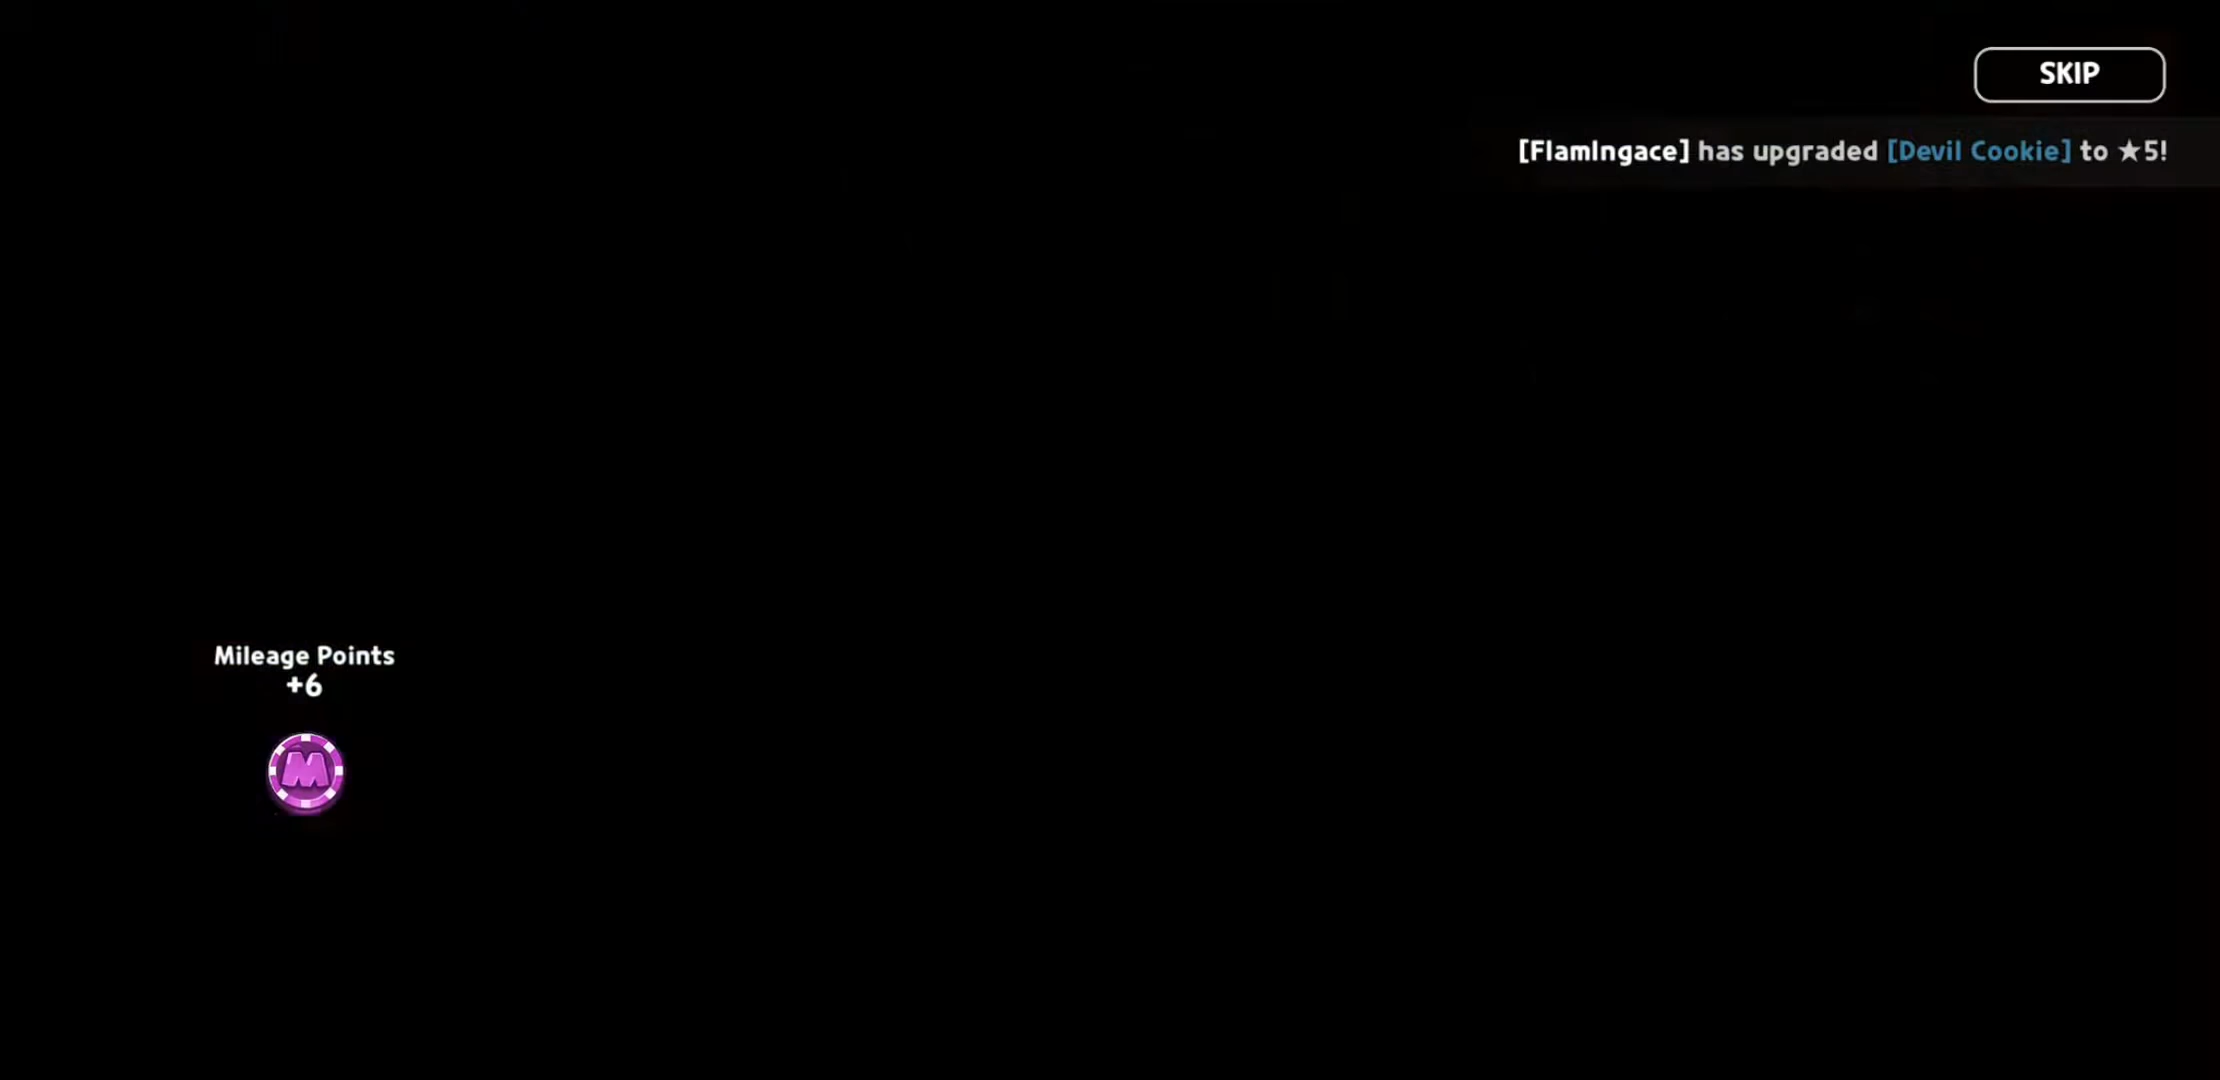 SKIP
[FlamIngace] has upgraded [Devil Cookie] to ★5!
Mileage Points
+6
M